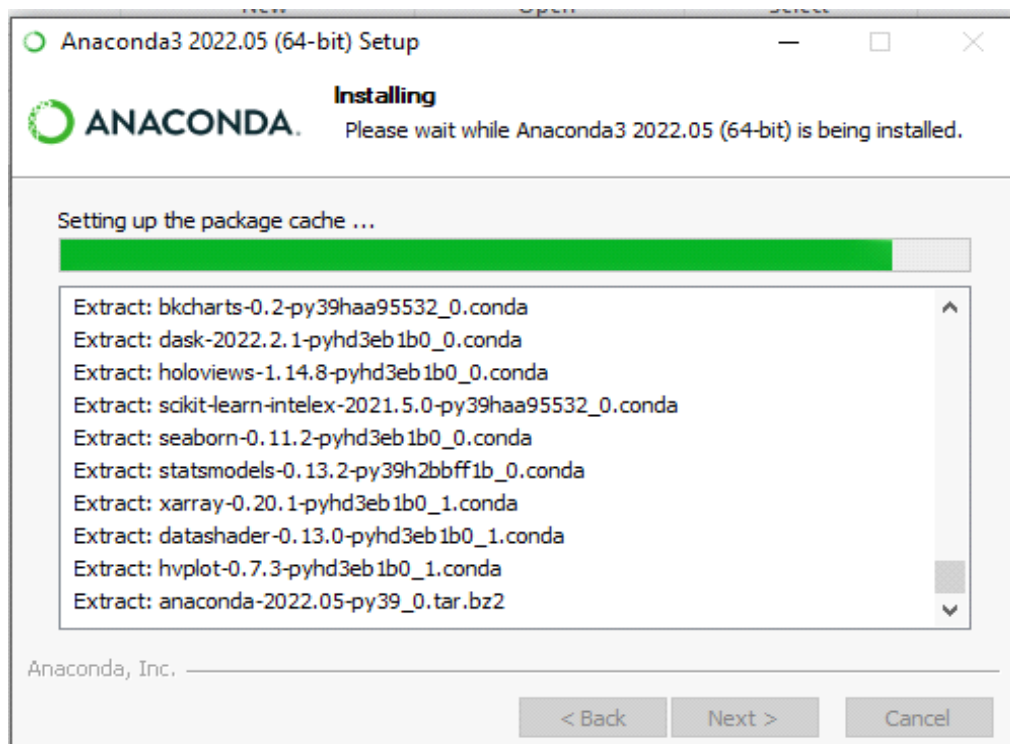 New Open Select
Anaconda3 2022.05 (64-bit) Setup
ANACONDA.
Installing
Please wait while Anaconda3 2022.05 (64-bit) is being installed.
Setting up the package cache ...
Extract: bkcharts-0.2-py39haa95532_0.conda
Extract: dask-2022.2.1-pyhd3eb1b0_0.conda
Extract: holoviews-1.14.8-pyhd3eb1b0_0.conda
Extract: scikit-learn-intelex-2021.5.0-py39haa95532_0.conda
Extract: seaborn-0.11.2-pyhd3eb1b0_0.conda
Extract: statsmodels-0.13.2-py39h2bbff1b_0.conda
Extract: xarray-0.20.1-pyhd3eb1b0_1.conda
Extract: datashader-0.13.0-pyhd3eb1b0_1.conda
Extract: hvplot-0.7.3-pyhd3eb1b0_1.conda
Extract: anaconda-2022.05-py39_0.tar.bz2
Anaconda, Inc.
< Back Next > Cancel